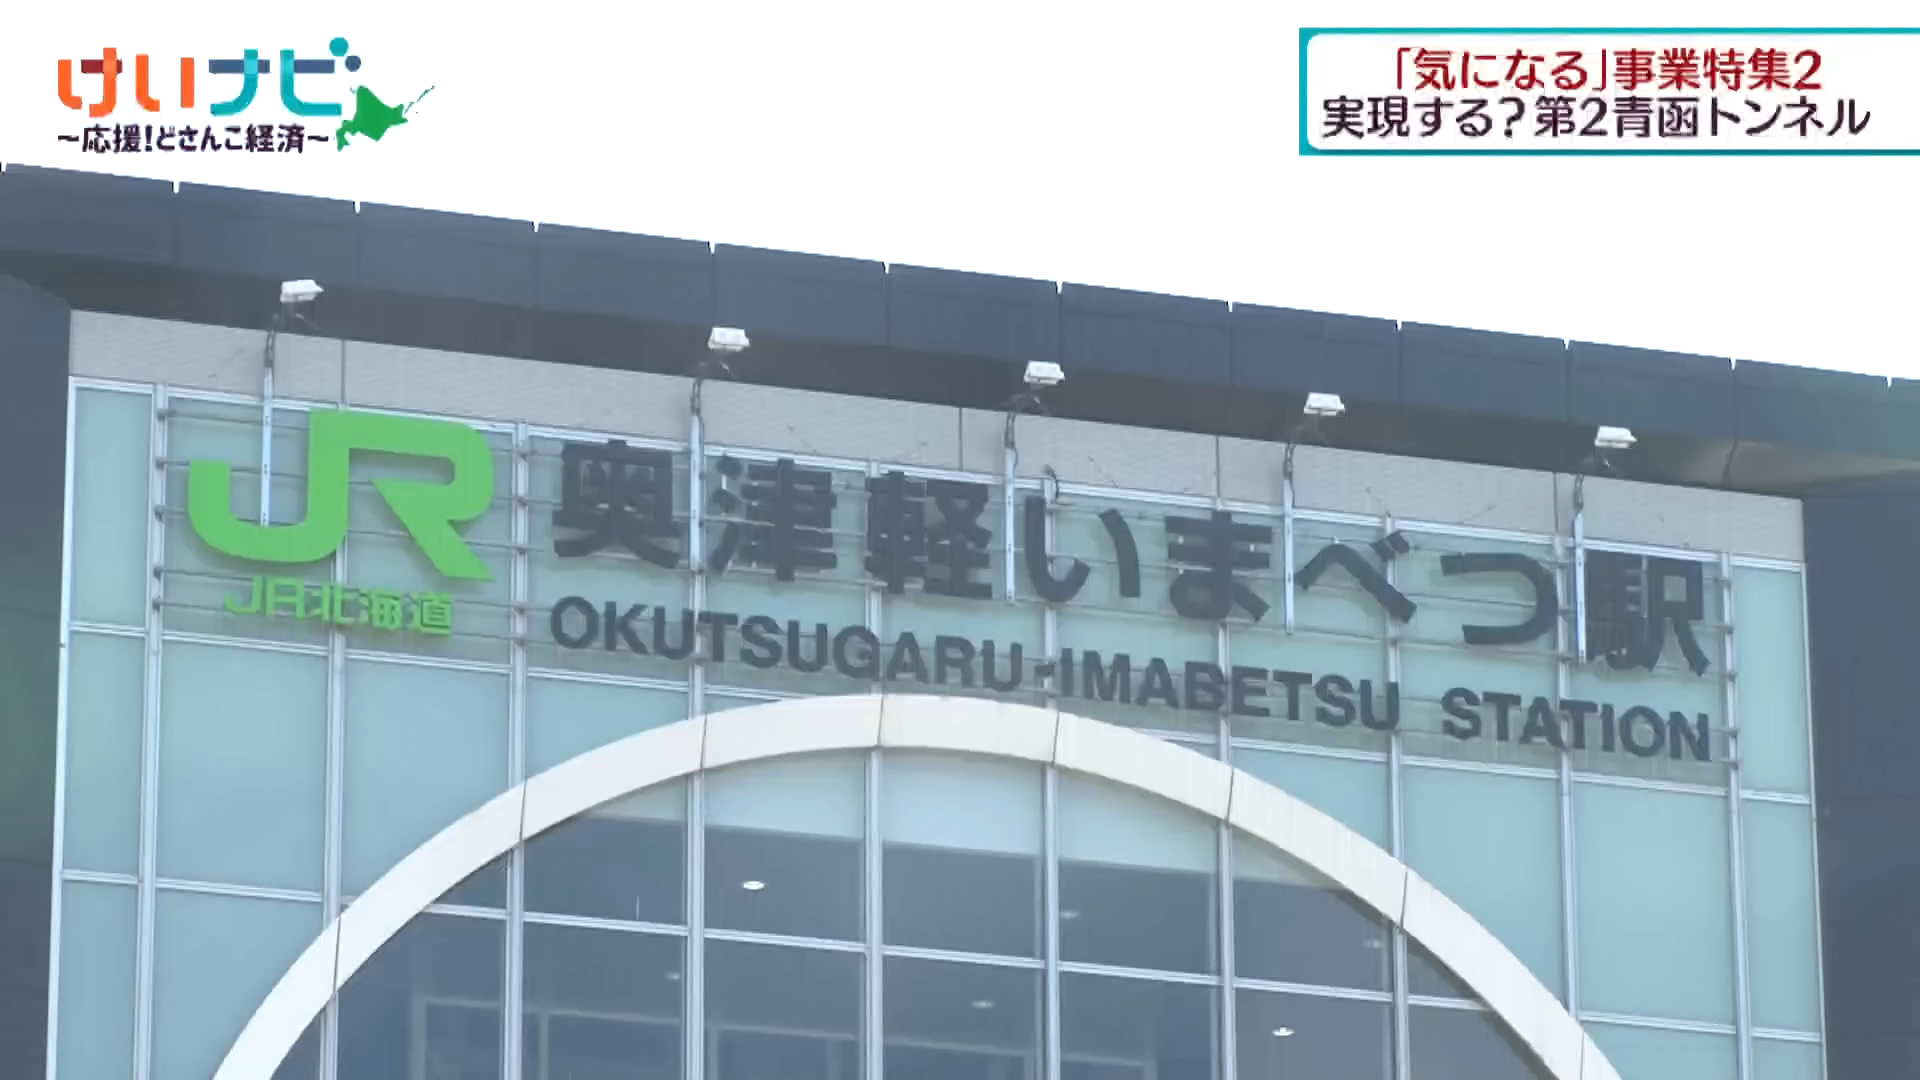 けいナビ
～応援！どさんこ経済～
「気になる」事業特集2
実現する？第2青函トンネル
JR
JR北海道
奥津軽いまべつ駅
OKUTSUGARU-IMABETSU STATION